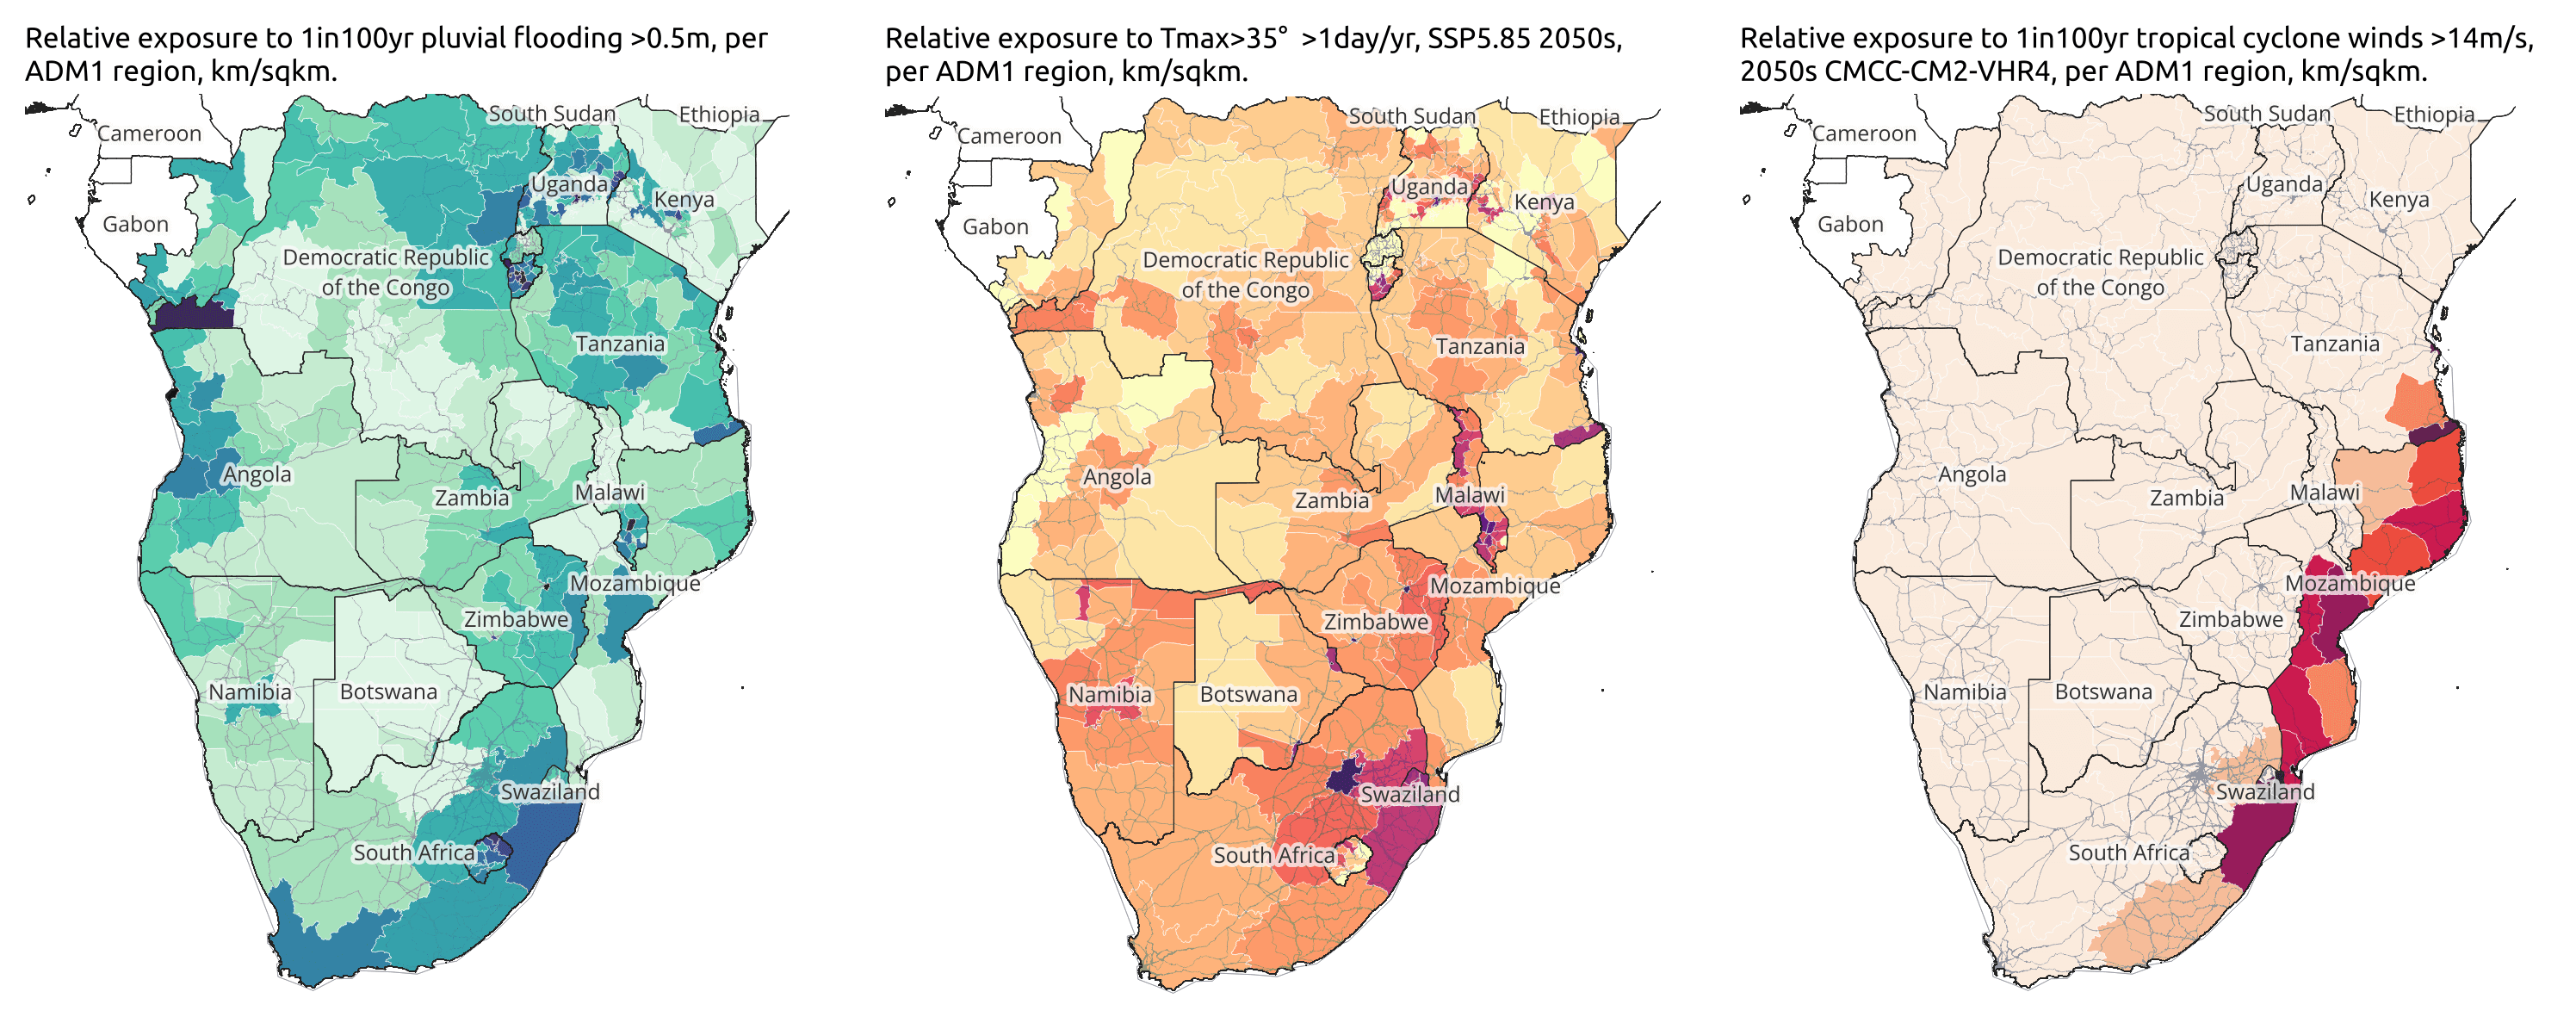 Relative exposure to 1in100yr pluvial flooding >0.5m, per
ADM1 region, km/sqkm.
Cameroon
South Sudan
Ethiopia
Gabon
Uganda
Kenya
Democratic Republic
of the Congo
Tanzania
Angola
Zambia
Malawi
Mozambique
Zimbabwe
Namibia
Botswana
Swaziland
South Africa
Relative exposure to Tmax>35° >1day/yr, SSP5.85 2050s,
per ADM1 region, km/sqkm.
Cameroon
South Sudan
Ethiopia
Gabon
Uganda
Kenya
Democratic Republic
of the Congo
Tanzania
Angola
Zambia
Malawi
Mozambique
Zimbabwe
Namibia
Botswana
Swaziland
South Africa
Relative exposure to 1in100yr tropical cyclone winds >14m/s,
2050s CMCC-CM2-VHR4, per ADM1 region, km/sqkm.
Cameroon
South Sudan
Ethiopia
Gabon
Uganda
Kenya
Democratic Republic
of the Congo
Tanzania
Angola
Zambia
Malawi
Mozambique
Zimbabwe
Namibia
Botswana
Swaziland
South Africa